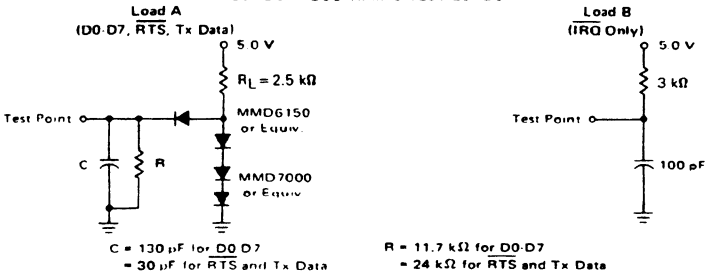 Load A
(D0-D7, RTS, Tx Data)
5.0 V
RL = 2.5 kΩ
Test Point
MMD6150
or Equiv.
C
R
MMD7000
or Equiv
C = 130 pF for D0-D7
= 30 pF for RTS and Tx Data
Load B
(IRQ Only)
5.0 V
3 kΩ
Test Point
100 pF
R = 11.7 kΩ for D0-D7
= 24 kΩ for RTS and Tx Data